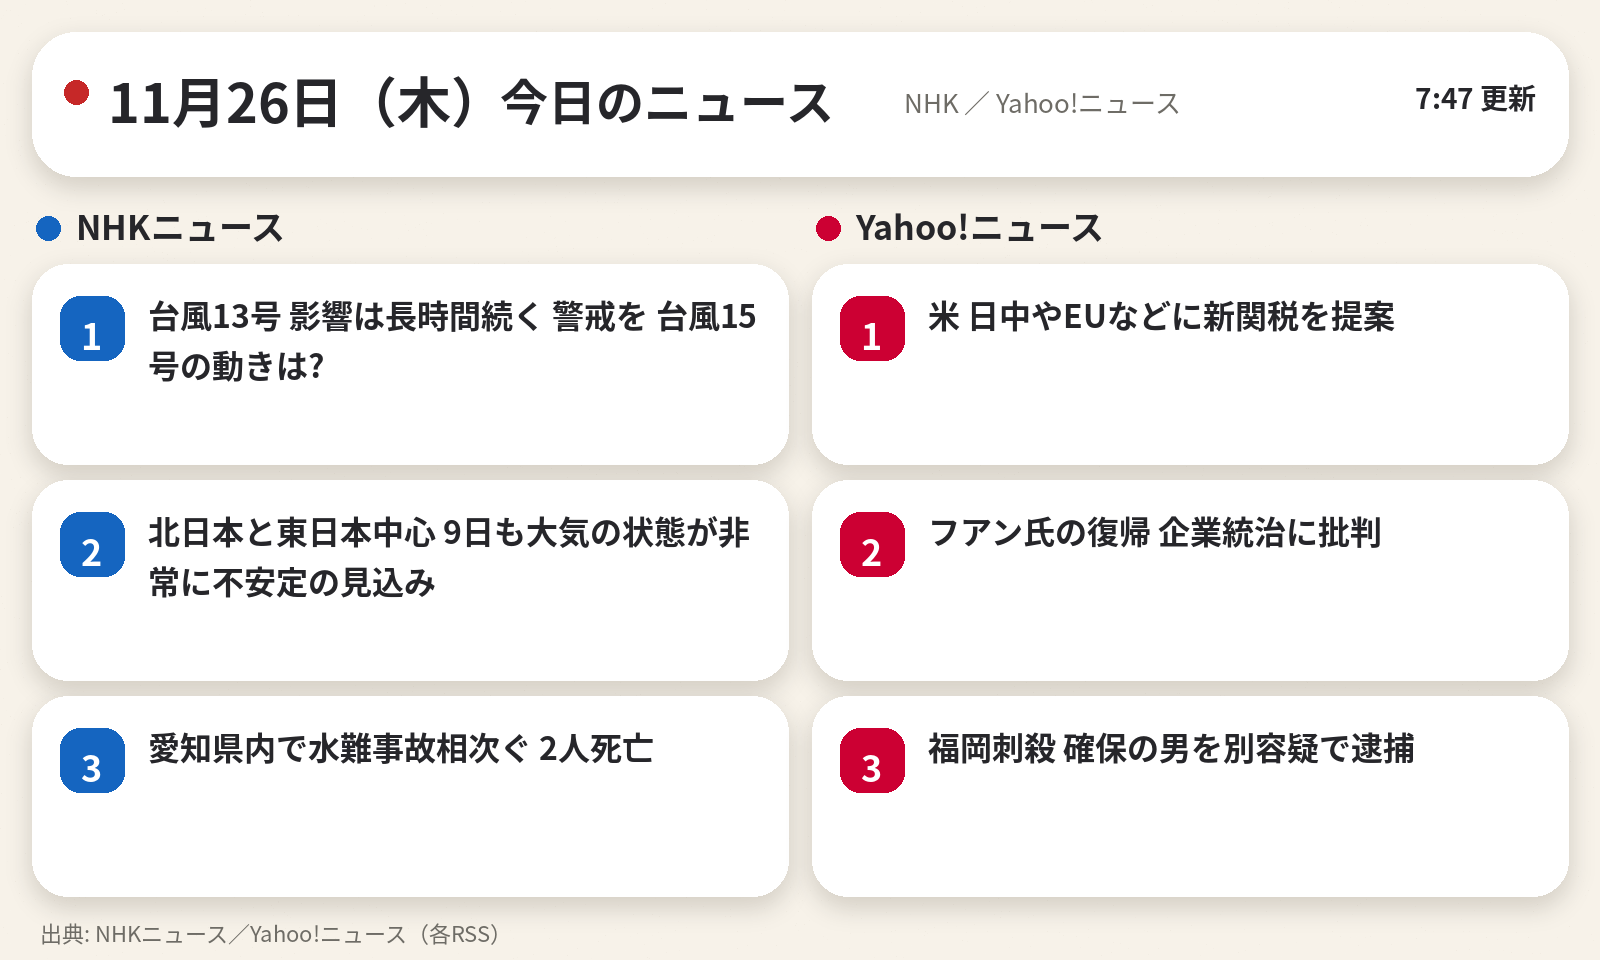 11月26日（木）今日のニュース
NHK ／ Yahoo!ニュース
7:47 更新
NHKニュース
1
台風13号 影響は長時間続く 警戒を 台風15
号の動きは?
2
北日本と東日本中心 9日も大気の状態が非
常に不安定の見込み
3
愛知県内で水難事故相次ぐ 2人死亡
Yahoo!ニュース
1
米 日中やEUなどに新関税を提案
2
フアン氏の復帰 企業統治に批判
3
福岡刺殺 確保の男を別容疑で逮捕
出典: NHKニュース／Yahoo!ニュース（各RSS）